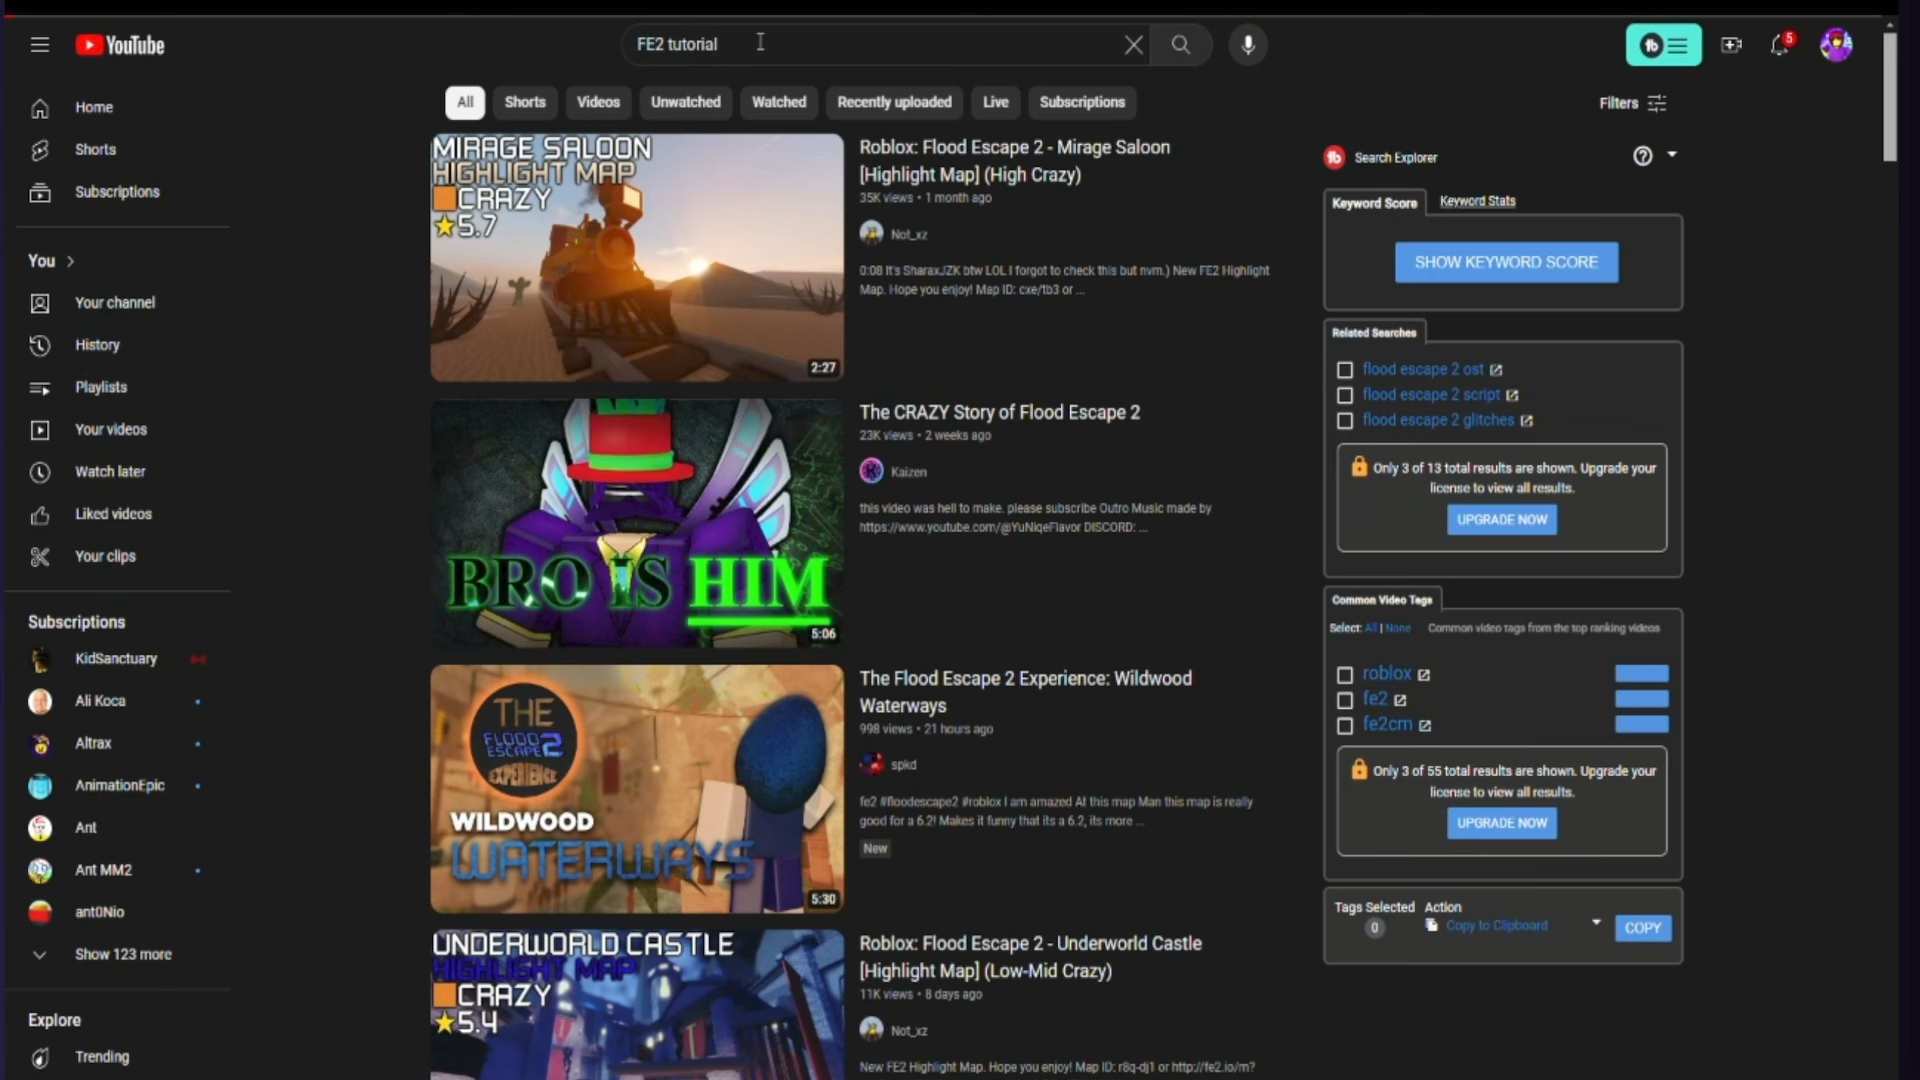 YouTube
FE2 tutorial
5
Home
Shorts
Subscriptions
You
Your channel
History
Playlists
Your videos
Watch later
Liked videos
Your clips
Subscriptions
KidSanctuary
Ali Koca
Altrax
AnimationEpic
Ant
Ant MM2
ant0Nio
Show 123 more
Explore
Trending
All
Shorts
Videos
Unwatched
Watched
Recently uploaded
Live
Subscriptions
Filters
MIRAGE SALOON
HIGHLIGHT MAP
CRAZY
5.7
2:27
Roblox: Flood Escape 2 - Mirage Saloon
[Highlight Map] (High Crazy)
35K views • 1 month ago
Not_xz
0:08 It's SharaxJZK btw LOL I forgot to check this but nvm.) New FE2 Highlight
Map. Hope you enjoy! Map ID: cxe/tb3 or ...
BRO IS HIM
5:06
The CRAZY Story of Flood Escape 2
23K views • 2 weeks ago
Kaizen
this video was hell to make. please subscribe Outro Music made by
https://www.youtube.com/@YuNiqeFlavor DISCORD: ...
THE
FLOOD
ESCAPE 2
EXPERIENCE
WILDWOOD
WATERWAYS
5:30
The Flood Escape 2 Experience: Wildwood
Waterways
998 views • 21 hours ago
spkd
fe2 #floodescape2 #roblox I am amazed At this map Man this map is really
good for a 6.2! Makes it funny that its a 6.2, its more ...
New
UNDERWORLD CASTLE
HIGHLIGHT MAP
CRAZY
5.4
Roblox: Flood Escape 2 - Underworld Castle
[Highlight Map] (Low-Mid Crazy)
11K views • 8 days ago
Not_xz
New FE2 Highlight Map. Hope you enjoy! Map ID: r8q-dj1 or http://fe2.io/m?
Search Explorer
Keyword Score
Keyword Stats
SHOW KEYWORD SCORE
Related Searches
flood escape 2 ost
flood escape 2 script
flood escape 2 glitches
Only 3 of 13 total results are shown. Upgrade your
license to view all results.
UPGRADE NOW
Common Video Tags
Select: All | None Common video tags from the top ranking videos
roblox
fe2
fe2cm
Only 3 of 55 total results are shown. Upgrade your
license to view all results.
UPGRADE NOW
Tags Selected Action
0 Copy to Clipboard
COPY